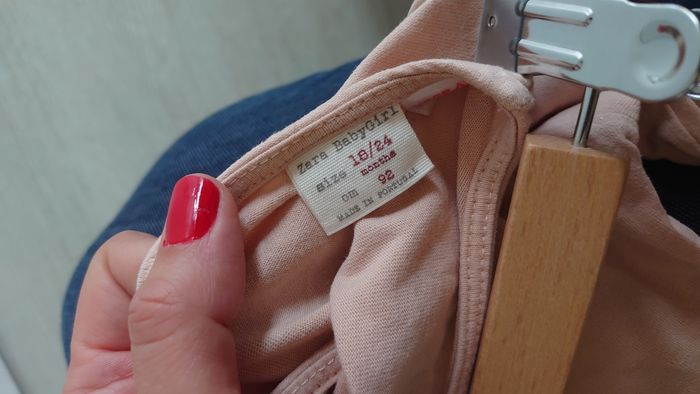 Zara BabyGirl
size 18/24
months
cm 92
MADE IN PORTUGAL